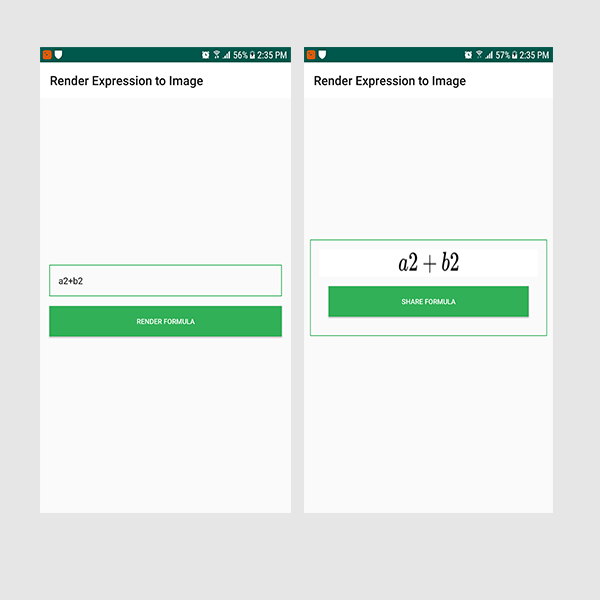 56% 2:35 PM
Render Expression to Image
a2+b2
RENDER FORMULA
57% 2:35 PM
Render Expression to Image
a2 + b2
SHARE FORMULA